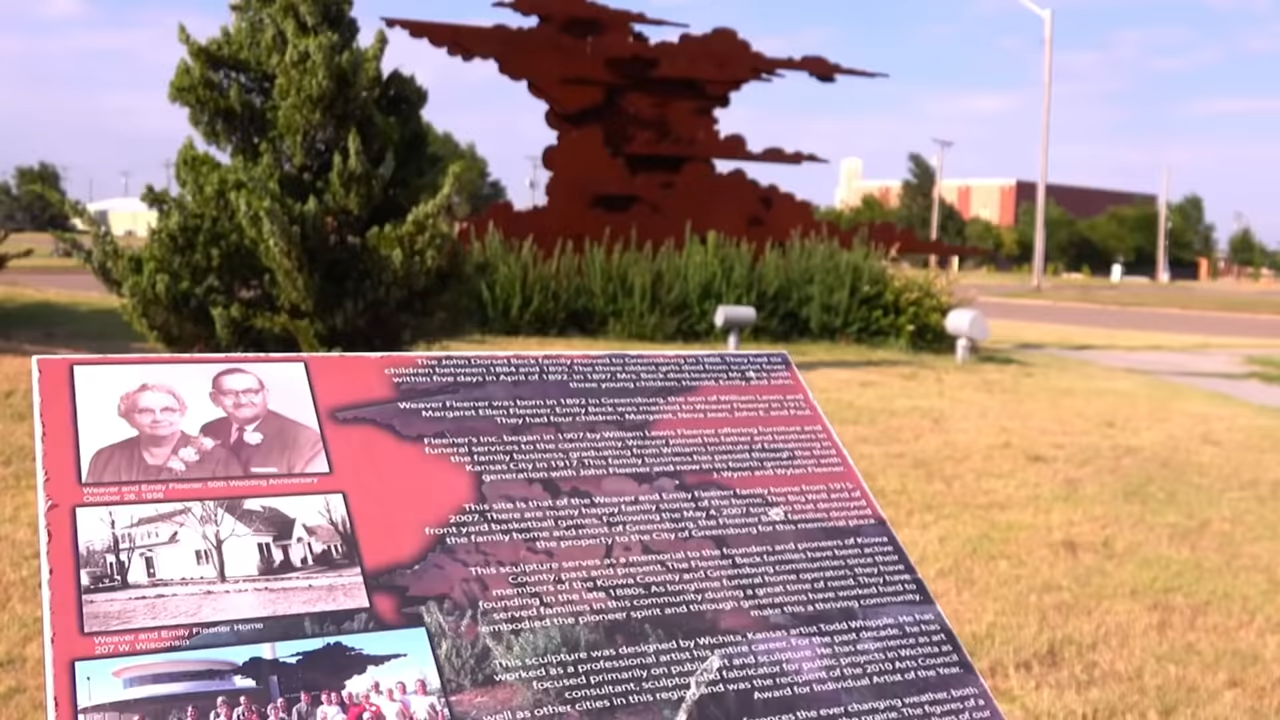 Weaver and Emily Fleener, 50th Wedding Anniversary
October 26, 1956
Weaver and Emily Fleener Home
207 W. Wisconsin
The John Dorset Beck family moved to Greensburg in 1886. They had six
children between 1884 and 1895. The three oldest girls died from scarlet fever
within five days in April of 1892. In 1897, Mrs. Beck died leaving Mr. Beck with
three young children, Harold, Emily, and John.
Weaver Fleener was born in 1892 in Greensburg, the son of William Lewis and
Margaret Ellen Fleener. Emily Beck was married to Weaver Fleener in 1915.
They had four children, Margaret, Neva Jean, John E. and Paul.
Fleener's Inc. began in 1907 by William Lewis Fleener offering furniture and
funeral services to the community. Weaver joined his father and brothers in
the family business, graduating from Williams Institute of Embalming in
Kansas City in 1917. This family business has passed through the third
generation with John Fleener and now its fourth generation with
J.Wynn and Wylan Fleener.
This site is that of the Weaver and Emily Fleener family home from 1915-
2007. There are many happy family stories of the home, The Big Well and of
front yard basketball games. Following the May 4, 2007 tornado that destroyed
the family home and most of Greensburg, the Fleener Beck families donated
the property to the City of Greensburg for this memorial plaza.
This sculpture serves as a memorial to the founders and pioneers of Kiowa
County, past and present. The Fleener Beck families have been active
members of the Kiowa County and Greensburg communities since their
founding in the late 1880s. As longtime funeral home operators, they have
served families in this community during a great time of need. They have
embodied the pioneer spirit and through generations have worked hard to
make this a thriving community.
This sculpture was designed by Wichita, Kansas artist Todd Whipple. He has
worked as a professional artist his entire career. For the past decade, he has
focused primarily on public art and sculpture. He has experience as art
consultant, sculptor and fabricator for public projects in Wichita as
well as other cities in this region and was the recipient of the 2010 Arts Council
Award for Individual Artist of the Year.
the ever changing weather, both
the prairie. The figures of a
of our